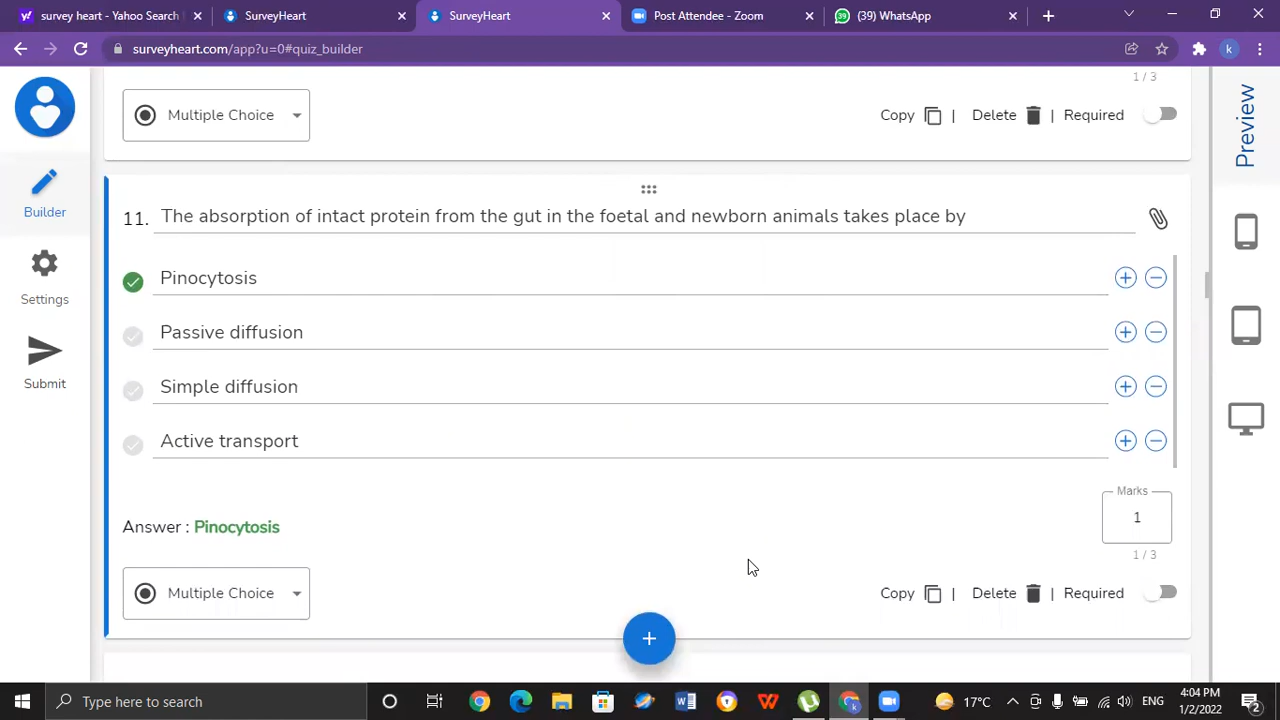 survey heart - Yahoo Search
SurveyHeart
SurveyHeart
Post Attendee - Zoom
(39) WhatsApp
surveyheart.com/app?u=0#quiz_builder
k
1 / 3
Multiple Choice
Copy | Delete | Required
Preview
Builder
Settings
Submit
11. The absorption of intact protein from the gut in the foetal and newborn animals takes place by
Pinocytosis
Passive diffusion
Simple diffusion
Active transport
Marks
1
1 / 3
Answer : Pinocytosis
Multiple Choice
Copy | Delete | Required
Type here to search
17°C
ENG
4:04 PM
1/2/2022
2